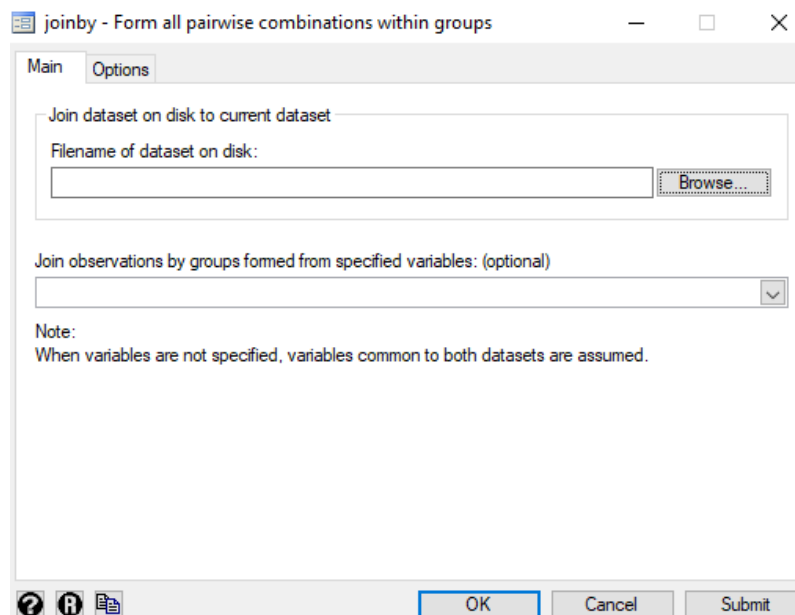 joinby - Form all pairwise combinations within groups
Main
Options
Join dataset on disk to current dataset
Filename of dataset on disk:
Browse...
Join observations by groups formed from specified variables: (optional)
Note:
When variables are not specified, variables common to both datasets are assumed.
? R
OK
Cancel
Submit